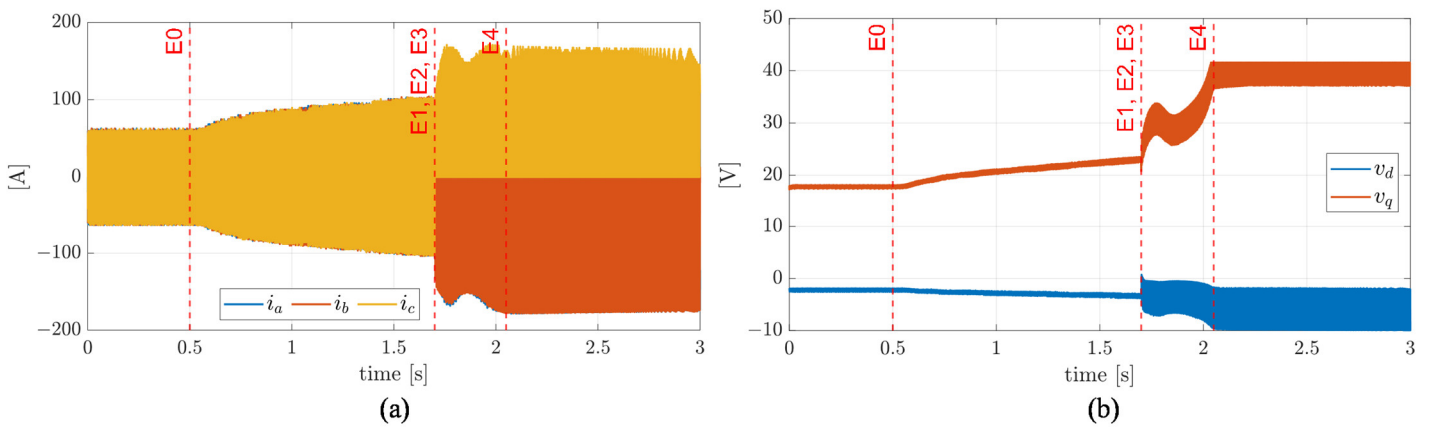 200
100
0
−100
−200
[A]
E0
E1, E2, E3
E4
i_a i_b i_c
0 0.5 1 1.5 2 2.5 3
time [s]
(a)
50
40
30
20
10
0
−10
[V]
E0
E1, E2, E3
E4
v_d
v_q
0 0.5 1 1.5 2 2.5 3
time [s]
(b)